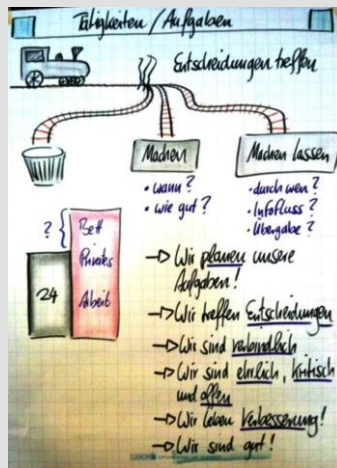 Tätigkeiten / Aufgaben
Entscheidungen treffen
Machen
• wann?
• wie gut?
Machen lassen
• durch wen?
• Infofluss?
• Übergabe?
?
Bett
Privates
Arbeit
24
→ Wir planen unsere
Aufgaben!
→ Wir treffen Entscheidungen
→ Wir sind verbindlich
→ Wir sind ehrlich, kritisch
und offen
→ Wir leben Verbesserung!
→ Wir sind gut!